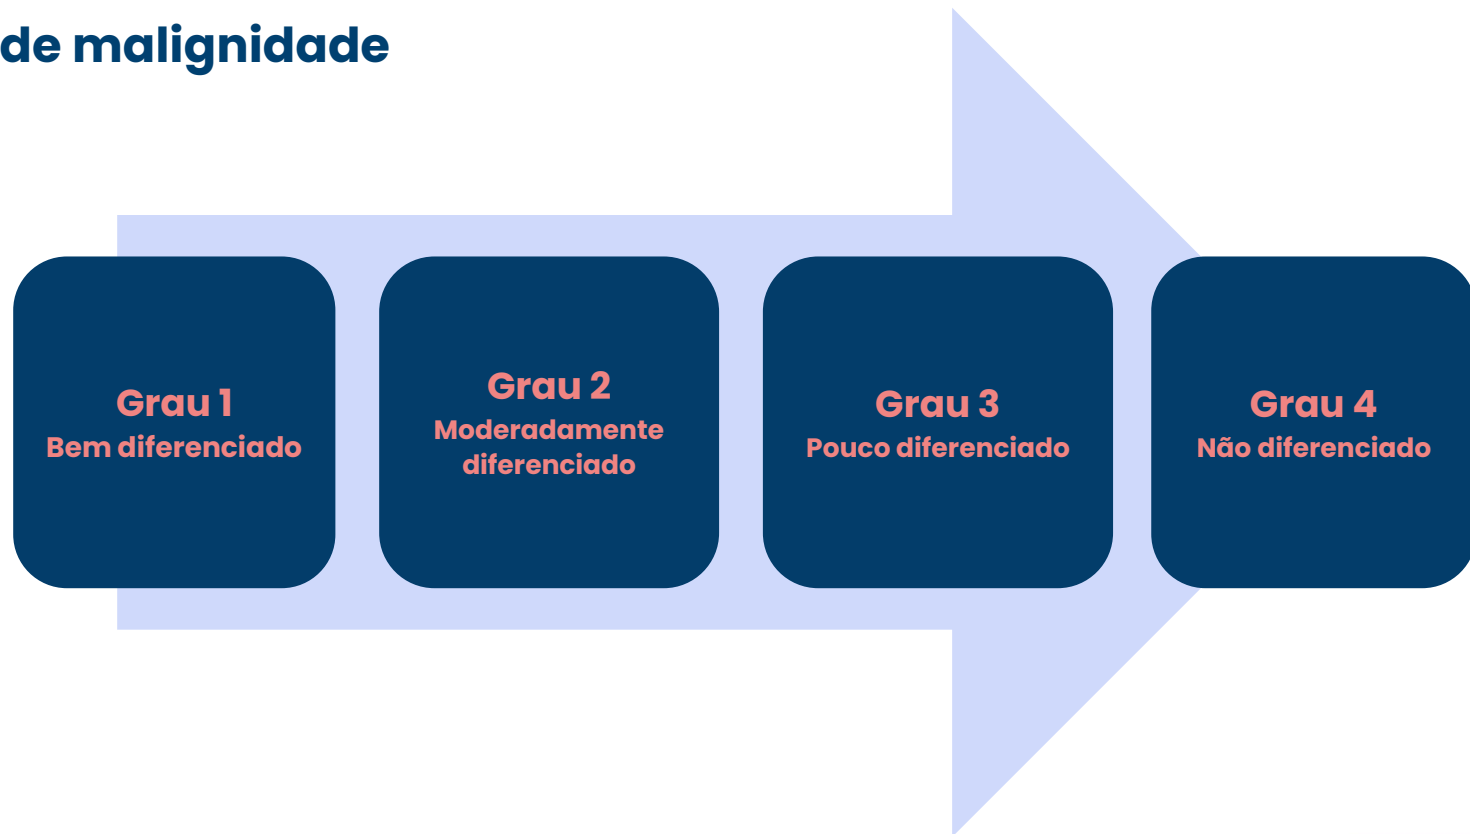 de malignidade
Grau 1
Bem diferenciado
Grau 2
Moderadamente
diferenciado
Grau 3
Pouco diferenciado
Grau 4
Não diferenciado